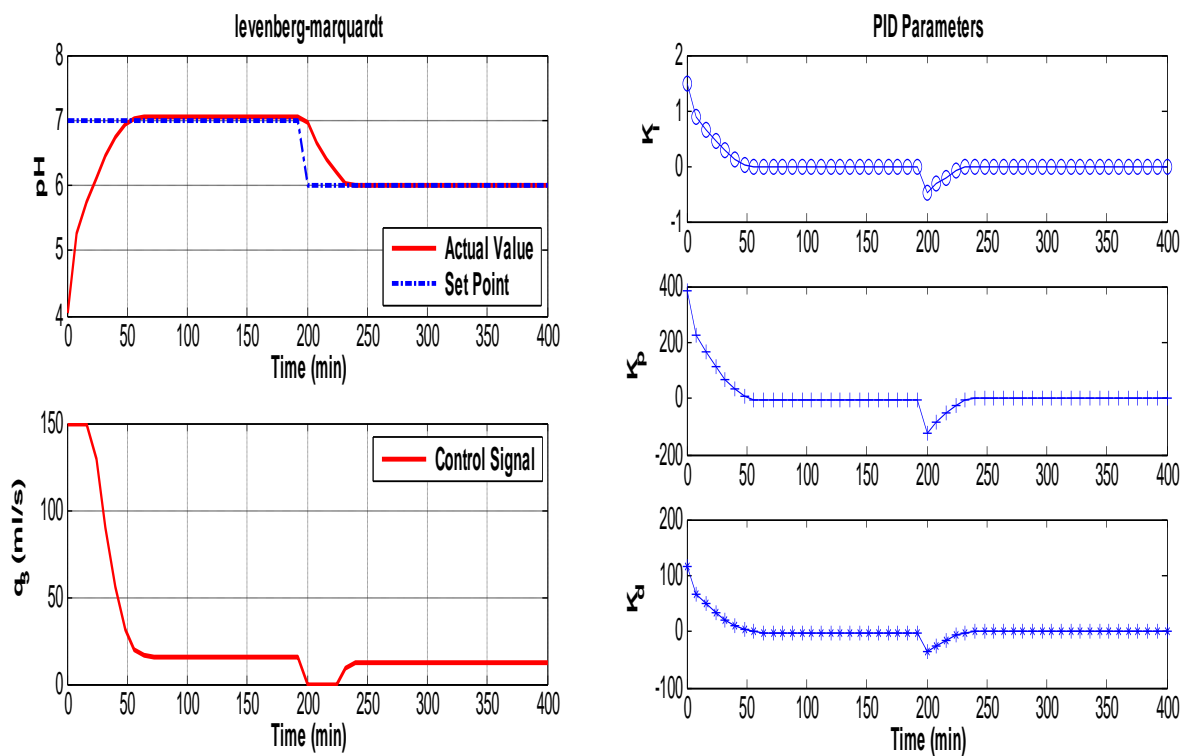 levenberg-marquardt
8
7
6
5
4
pH
0 50 100 150 200 250 300 350 400
Time (min)
Actual Value
Set Point
150
100
50
0
q3 (ml/s)
0 50 100 150 200 250 300 350 400
Time (min)
Control Signal
PID Parameters
2
1
0
-1
KI
0 50 100 150 200 250 300 350 400
400
200
0
-200
Kp
0 50 100 150 200 250 300 350 400
200
100
0
-100
Kd
0 50 100 150 200 250 300 350 400
Time (min)